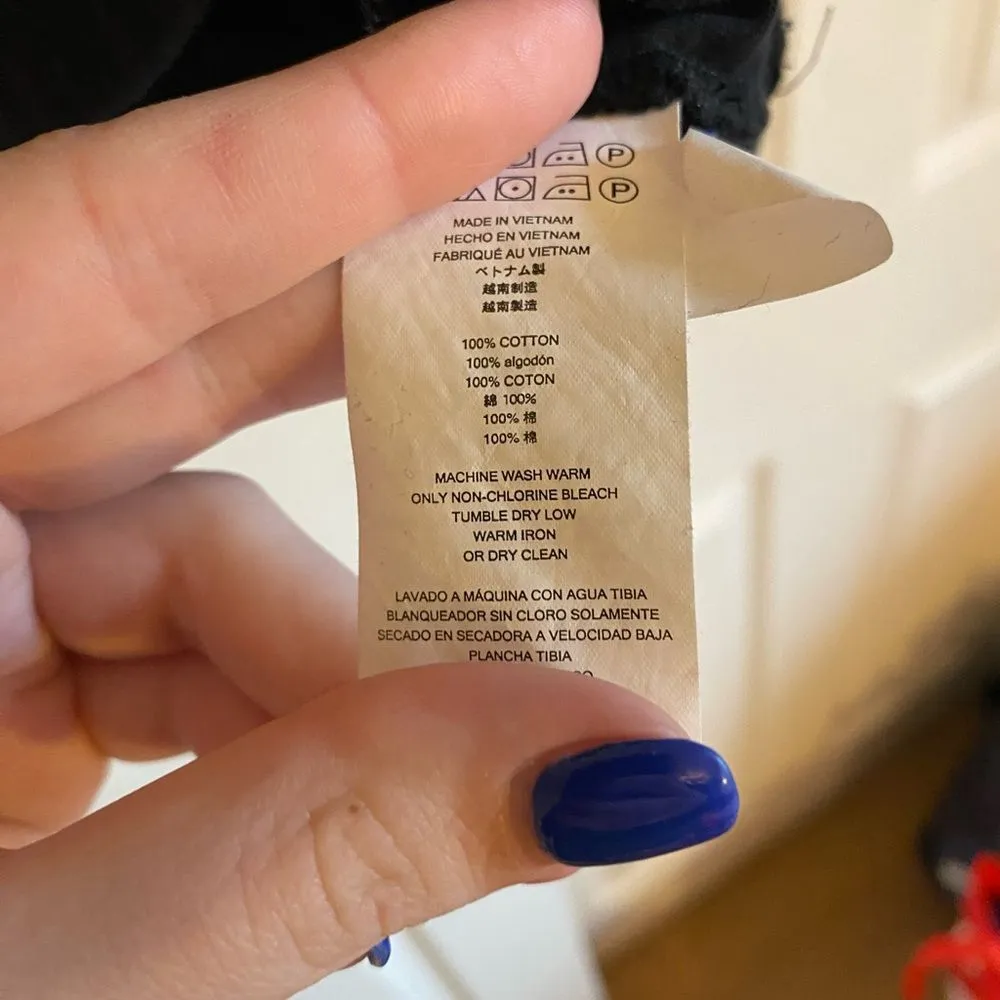 P
P
MADE IN VIETNAM
HECHO EN VIETNAM
FABRIQUÉ AU VIETNAM
ベトナム製
越南制造
越南製造
100% COTTON
100% algodón
100% COTON
綿 100%
100% 棉
100% 棉
MACHINE WASH WARM
ONLY NON-CHLORINE BLEACH
TUMBLE DRY LOW
WARM IRON
OR DRY CLEAN
LAVADO A MÁQUINA CON AGUA TIBIA
BLANQUEADOR SIN CLORO SOLAMENTE
SECADO EN SECADORA A VELOCIDAD BAJA
PLANCHA TIBIA